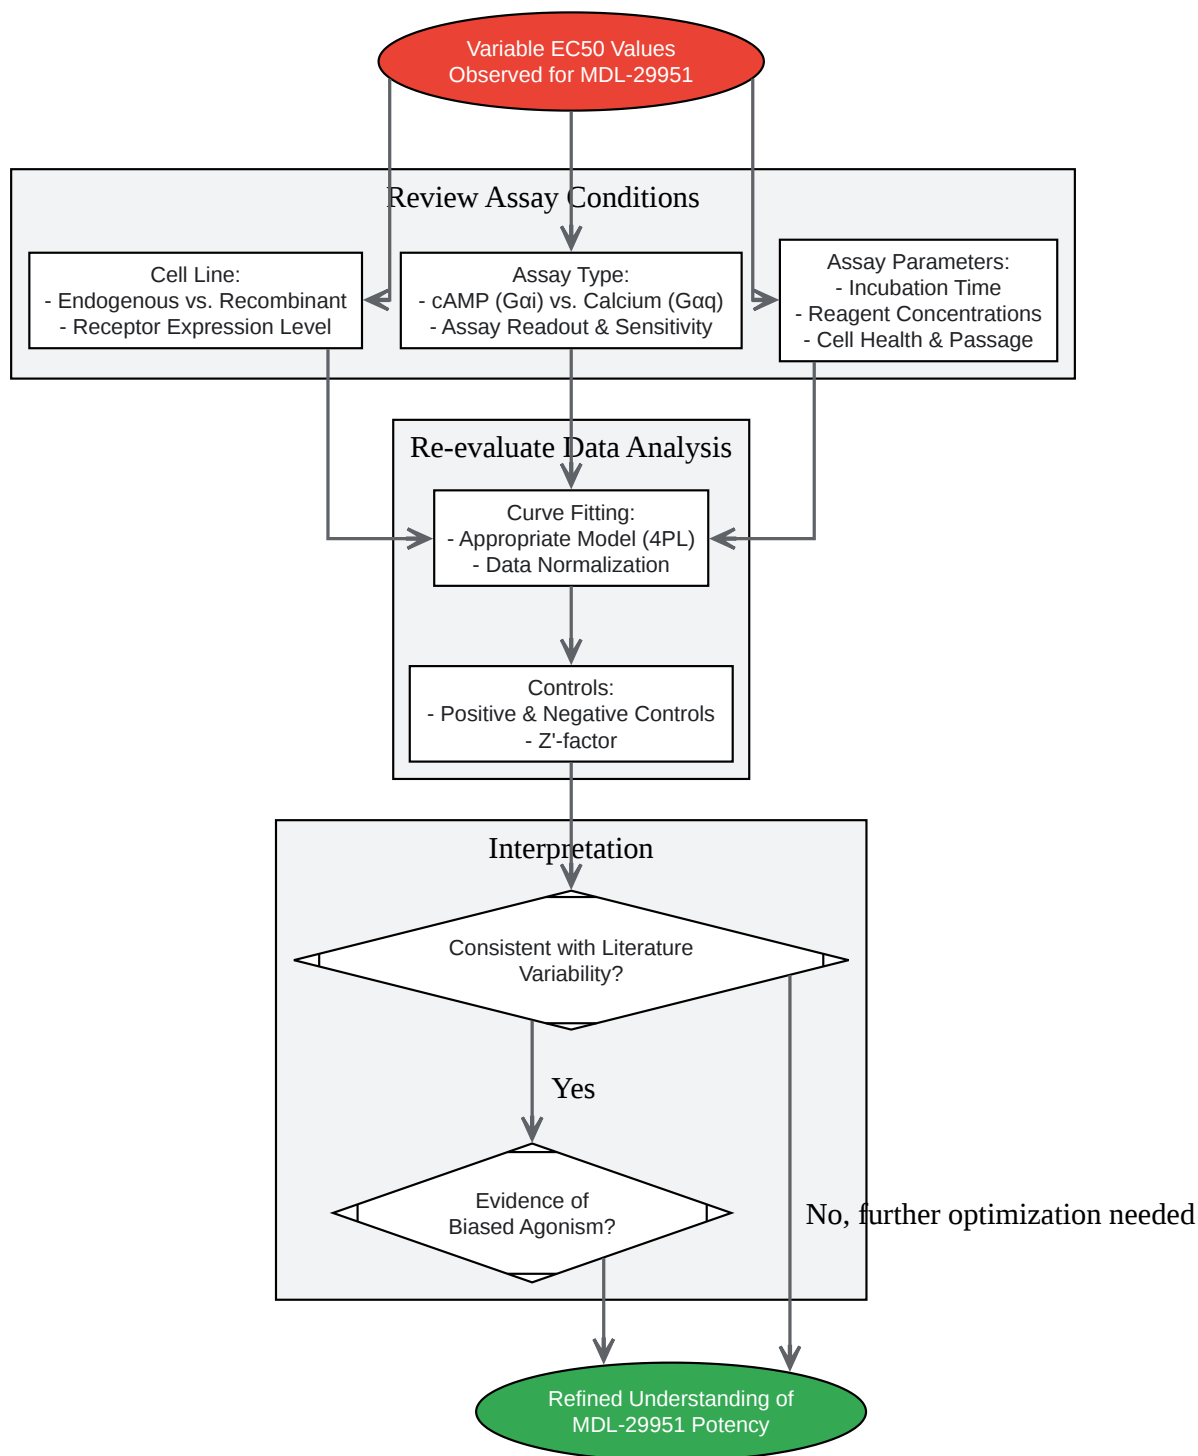 Variable EC50 Values
Observed for MDL-29951
Review Assay Conditions
Cell Line:
- Endogenous vs. Recombinant
- Receptor Expression Level
Assay Type:
- cAMP (Gαi) vs. Calcium (Gαq)
- Assay Readout & Sensitivity
Assay Parameters:
- Incubation Time
- Reagent Concentrations
- Cell Health & Passage
Re-evaluate Data Analysis
Curve Fitting:
- Appropriate Model (4PL)
- Data Normalization
Controls:
- Positive & Negative Controls
- Z'-factor
Interpretation
Consistent with Literature
Variability?
Yes
Evidence of
Biased Agonism?
No, further optimization needed
Refined Understanding of
MDL-29951 Potency